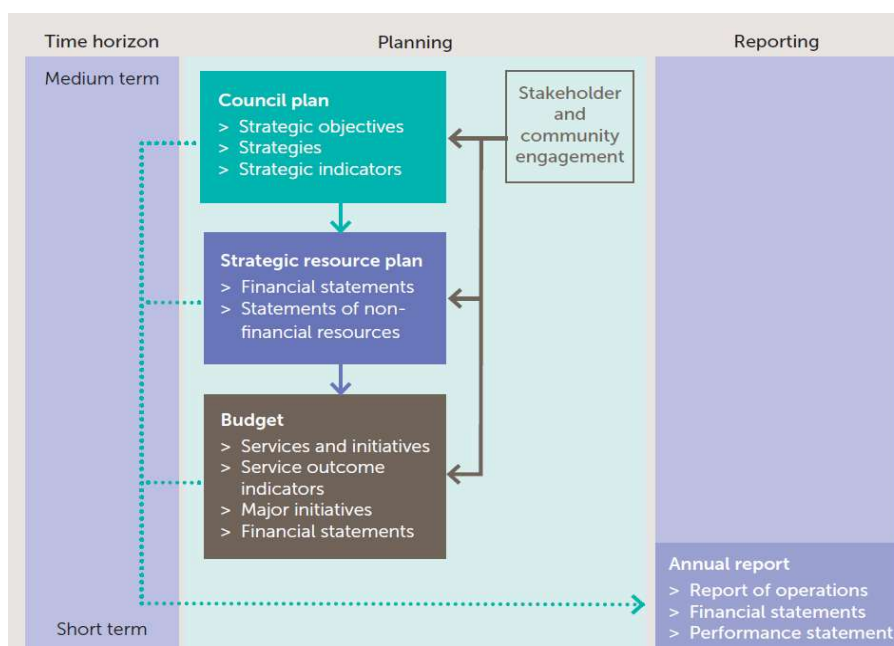 Time horizon
Planning
Reporting
Medium term
Council plan
> Strategic objectives
> Strategies
> Strategic indicators
Stakeholder
and
community
engagement
Strategic resource plan
> Financial statements
> Statements of non-
financial resources
Budget
> Services and initiatives
> Service outcome
indicators
> Major initiatives
> Financial statements
Annual report
> Report of operations
> Financial statements
> Performance statement
Short term